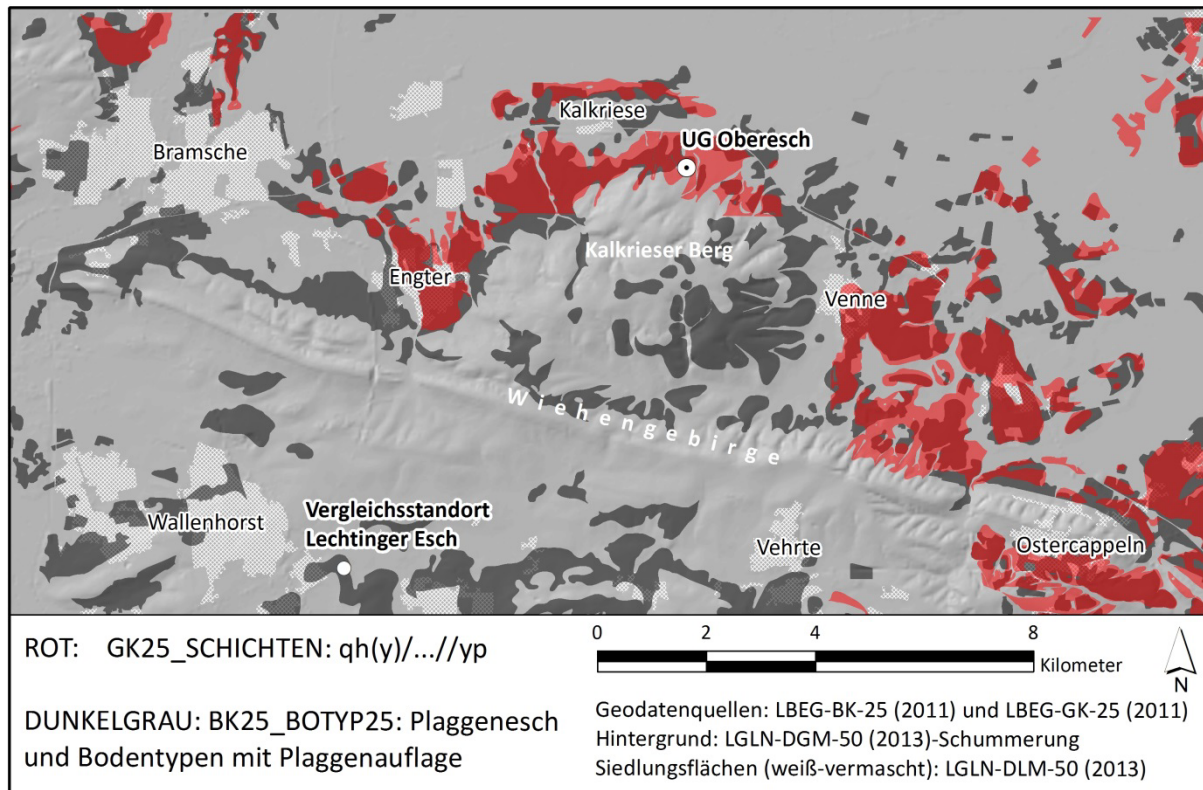 Kalkriese
UG Oberesch
Bramsche
Kalkrieser Berg
Engter
Venne
Wiehengebirge
Vergleichsstandort
Lechtinger Esch
Wallenhorst
Vehrte
Ostercappeln
ROT: GK25_SCHICHTEN: qh(y)/...//yp
DUNKELGRAU: BK25_BOTYP25: Plaggenesch
und Bodentypen mit Plaggenauflage
0 2 4 8
Kilometer
N
Geodatenquellen: LBEG-BK-25 (2011) und LBEG-GK-25 (2011)
Hintergrund: LGLN-DGM-50 (2013)-Schummerung
Siedlungsflächen (weiß-vermascht): LGLN-DLM-50 (2013)